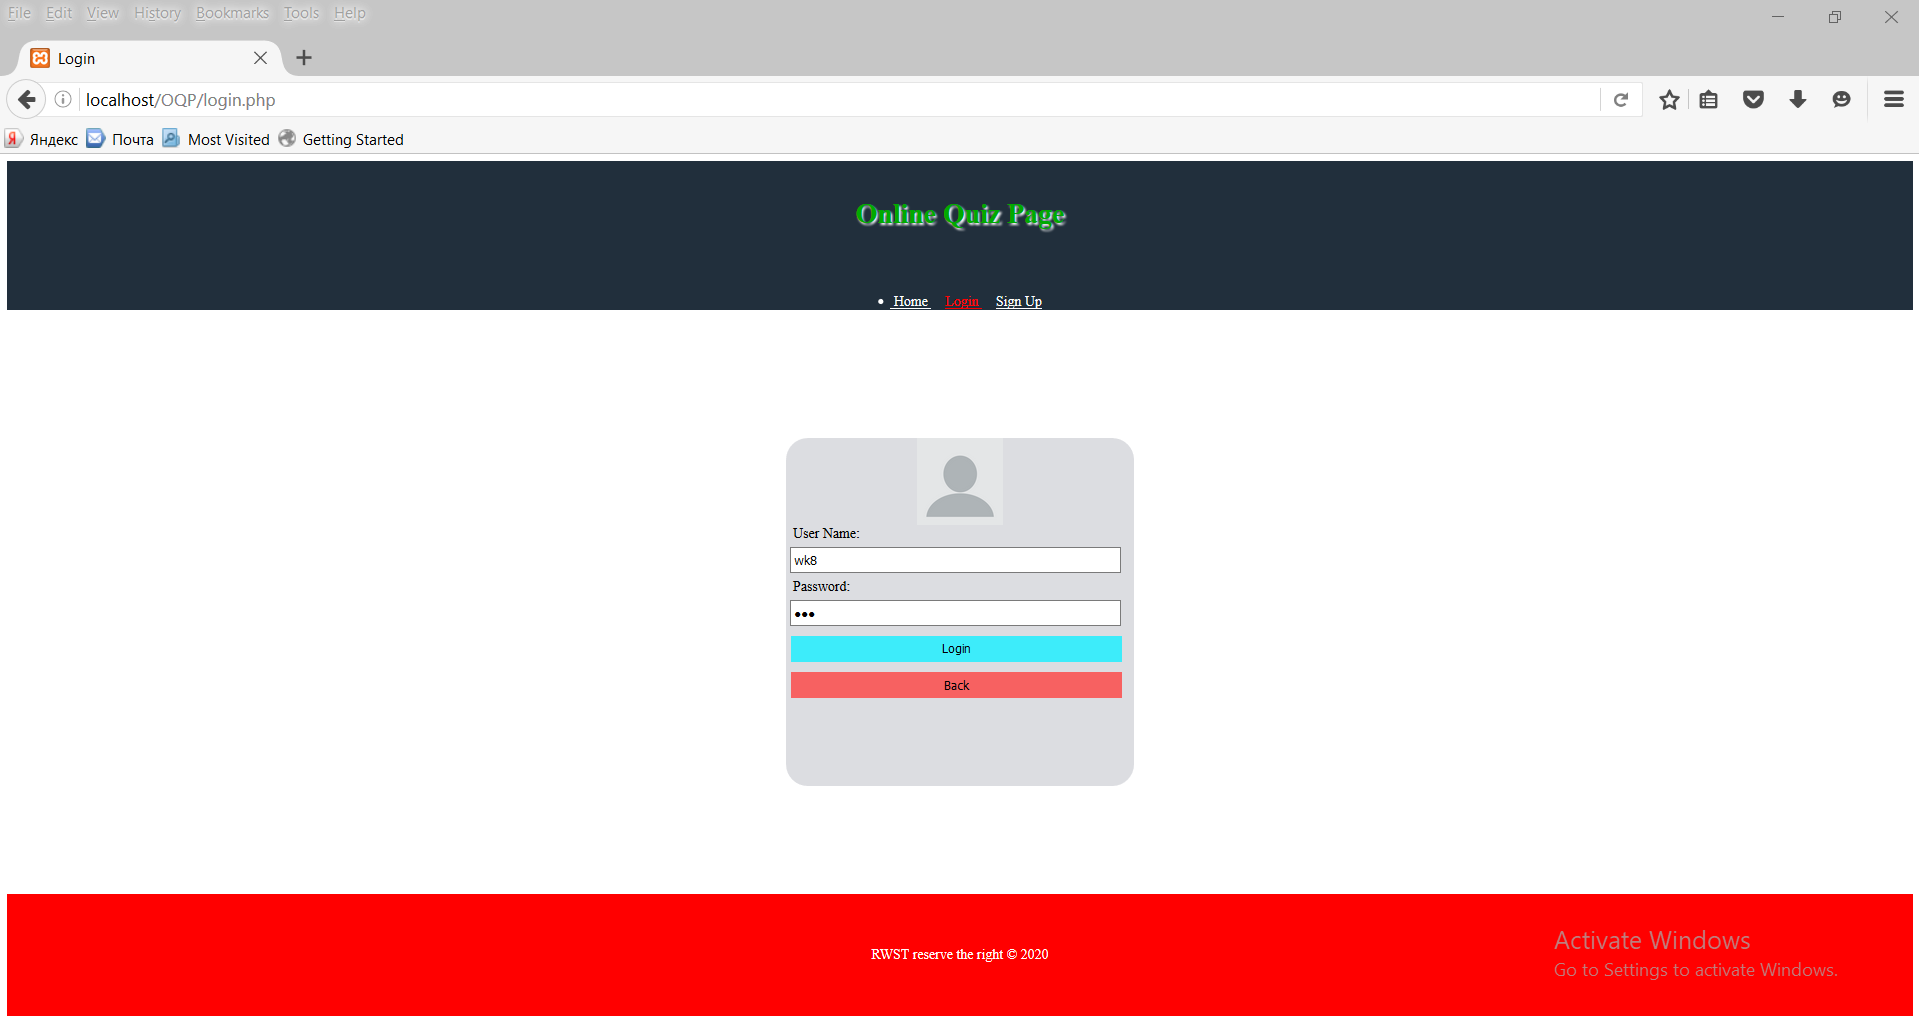 File Edit View History Bookmarks Tools Help
Login
localhost/OQP/login.php
Яндекс Почта Most Visited Getting Started
Online Quiz Page
• Home Login Sign Up
User Name:
wk8
Password:
●●●
Login
Back
RWST reserve the right © 2020
Activate Windows
Go to Settings to activate Windows.